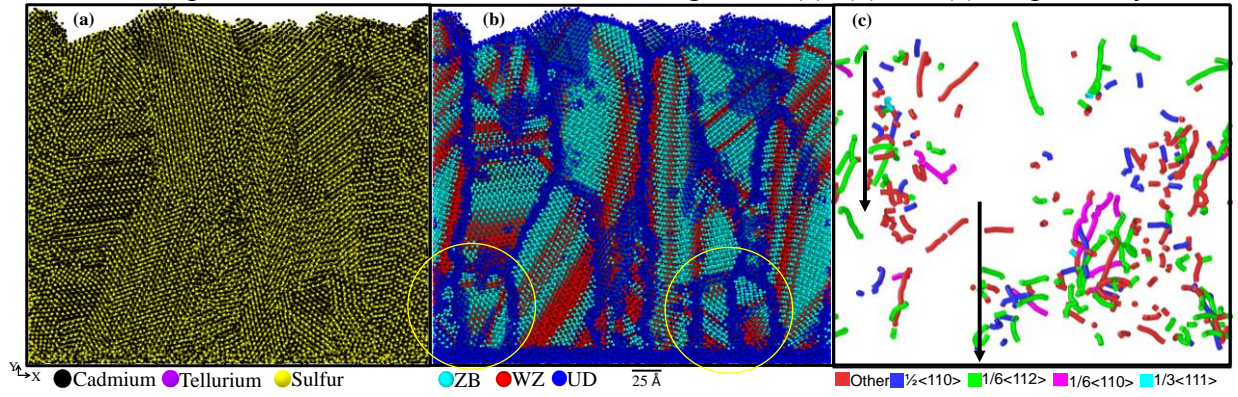 (a)
(b)
(c)
Y
X
Cadmium Tellurium Sulfur
ZB WZ UD
25 Å
Other ½<110> 1/6<112> 1/6<110> 1/3<111>